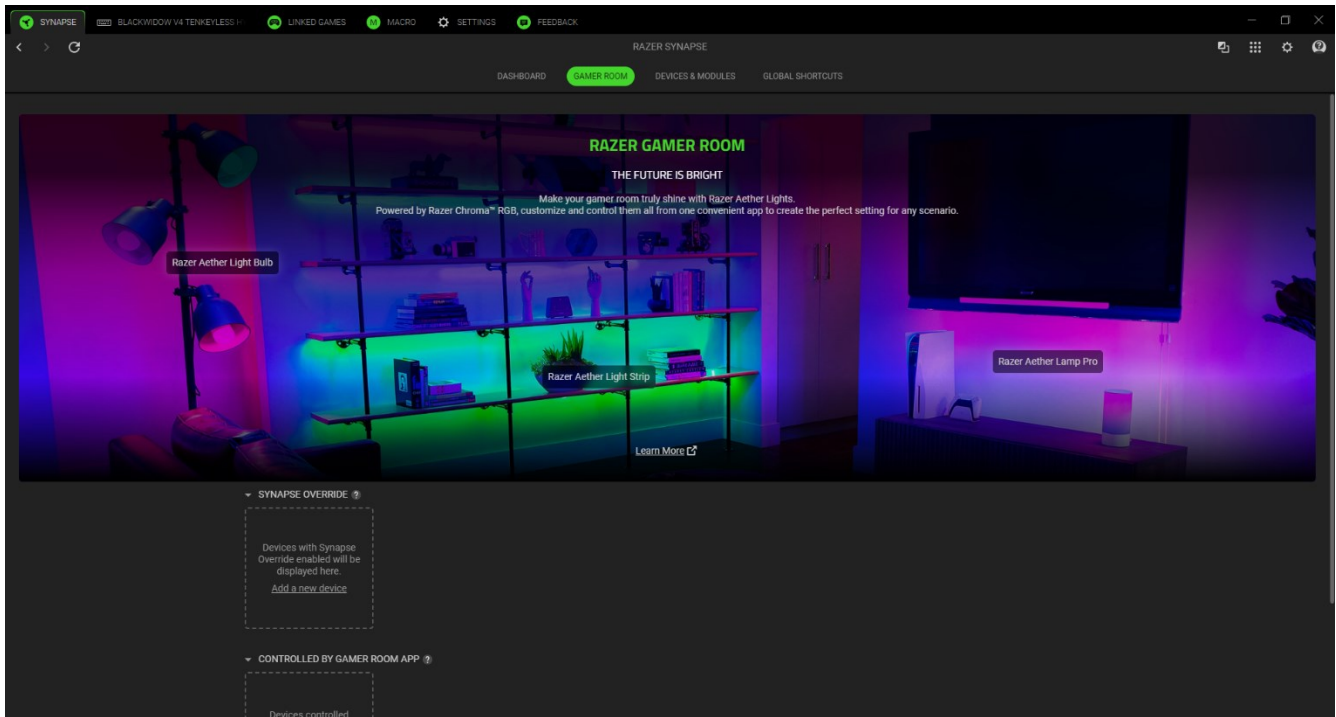 SYNAPSE
BLACKWIDOW V4 TENKEYLESS H
LINKED GAMES
MACRO
SETTINGS
FEEDBACK
RAZER SYNAPSE
DASHBOARD
GAMER ROOM
DEVICES & MODULES
GLOBAL SHORTCUTS
RAZER GAMER ROOM
THE FUTURE IS BRIGHT
Make your gamer room truly shine with Razer Aether Lights.
Powered by Razer Chroma™ RGB, customize and control them all from one convenient app to create the perfect setting for any scenario.
Razer Aether Light Bulb
Razer Aether Light Strip
Razer Aether Lamp Pro
Learn More
SYNAPSE OVERRIDE ?
Devices with Synapse
Override enabled will be
displayed here.
Add a new device
CONTROLLED BY GAMER ROOM APP ?
Devices controlled